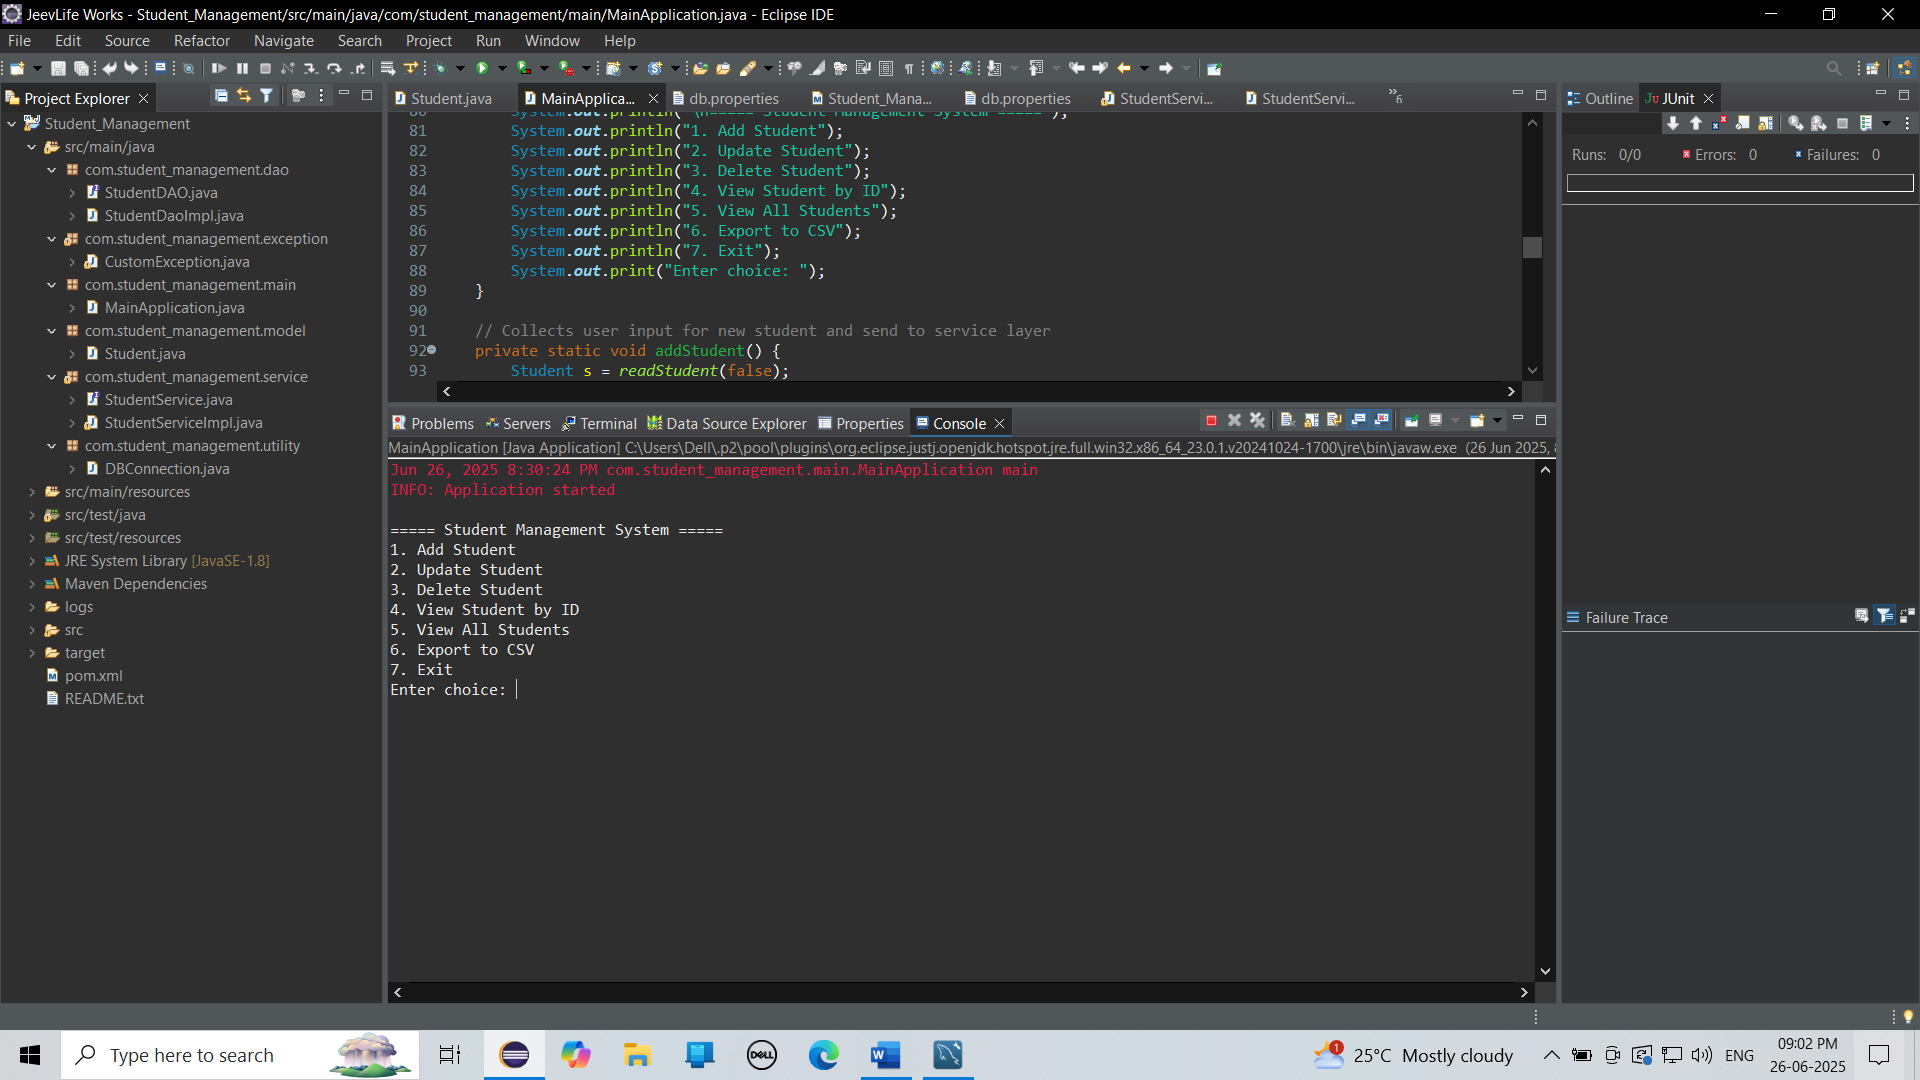 JeevLife Works - Student_Management/src/main/java/com/student_management/main/MainApplication.java - Eclipse IDE
File Edit Source Refactor Navigate Search Project Run Window Help
Project Explorer
Student_Management
src/main/java
com.student_management.dao
StudentDAO.java
StudentDaoImpl.java
com.student_management.exception
CustomException.java
com.student_management.main
MainApplication.java
com.student_management.model
Student.java
com.student_management.service
StudentService.java
StudentServiceImpl.java
com.student_management.utility
DBConnection.java
src/main/resources
src/test/java
src/test/resources
JRE System Library [JavaSE-1.8]
Maven Dependencies
logs
src
target
pom.xml
README.txt
Student.java MainApplica... db.properties Student_Mana... db.properties StudentServi... StudentServi... »6
80 System.out.println("\n===== Student Management System =====");
81 System.out.println("1. Add Student");
82 System.out.println("2. Update Student");
83 System.out.println("3. Delete Student");
84 System.out.println("4. View Student by ID");
85 System.out.println("5. View All Students");
86 System.out.println("6. Export to CSV");
87 System.out.println("7. Exit");
88 System.out.print("Enter choice: ");
89 }
90
91 // Collects user input for new student and send to service layer
92 private static void addStudent() {
93 Student s = readStudent(false);
Problems Servers Terminal Data Source Explorer Properties Console
MainApplication [Java Application] C:\Users\Dell\.p2\pool\plugins\org.eclipse.justj.openjdk.hotspot.jre.full.win32.x86_64_23.0.1.v20241024-1700\jre\bin\javaw.exe (26 Jun 2025,
Jun 26, 2025 8:30:24 PM com.student_management.main.MainApplication main
INFO: Application started
===== Student Management System =====
1. Add Student
2. Update Student
3. Delete Student
4. View Student by ID
5. View All Students
6. Export to CSV
7. Exit
Enter choice:
Outline JUnit
Runs: 0/0 Errors: 0 Failures: 0
Failure Trace
Type here to search
DELL
1
25°C Mostly cloudy
ENG
09:02 PM
26-06-2025